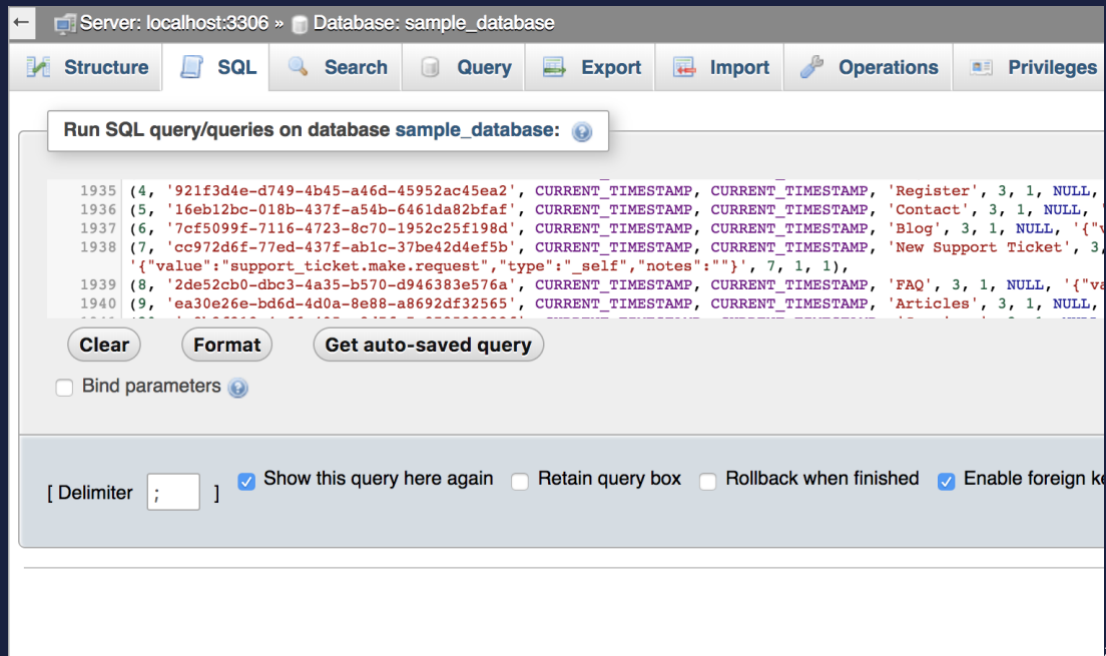 ← Server: localhost:3306 » Database: sample_database
Structure SQL Search Query Export Import Operations Privileges
Run SQL query/queries on database sample_database:
1935 (4, '921f3d4e-d749-4b45-a46d-45952ac45ea2', CURRENT_TIMESTAMP, CURRENT_TIMESTAMP, 'Register', 3, 1, NULL,
1936 (5, '16eb12bc-018b-437f-a54b-6461da82bfaf', CURRENT_TIMESTAMP, CURRENT_TIMESTAMP, 'Contact', 3, 1, NULL, '
1937 (6, '7cf5099f-7116-4723-8c70-1952c25f198d', CURRENT_TIMESTAMP, CURRENT_TIMESTAMP, 'Blog', 3, 1, NULL, '{"v
1938 (7, 'cc972d6f-77ed-437f-ab1c-37be42d4ef5b', CURRENT_TIMESTAMP, CURRENT_TIMESTAMP, 'New Support Ticket', 3,
'{"value":"support_ticket.make.request","type":"_self","notes":""}', 7, 1, 1),
1939 (8, '2de52cb0-dbc3-4a35-b570-d946383e576a', CURRENT_TIMESTAMP, CURRENT_TIMESTAMP, 'FAQ', 3, 1, NULL, '{"va
1940 (9, 'ea30e26e-bd6d-4d0a-8e88-a8692df32565', CURRENT_TIMESTAMP, CURRENT_TIMESTAMP, 'Articles', 3, 1, NULL,
Clear Format Get auto-saved query
Bind parameters
[ Delimiter ; ] Show this query here again Retain query box Rollback when finished Enable foreign ke